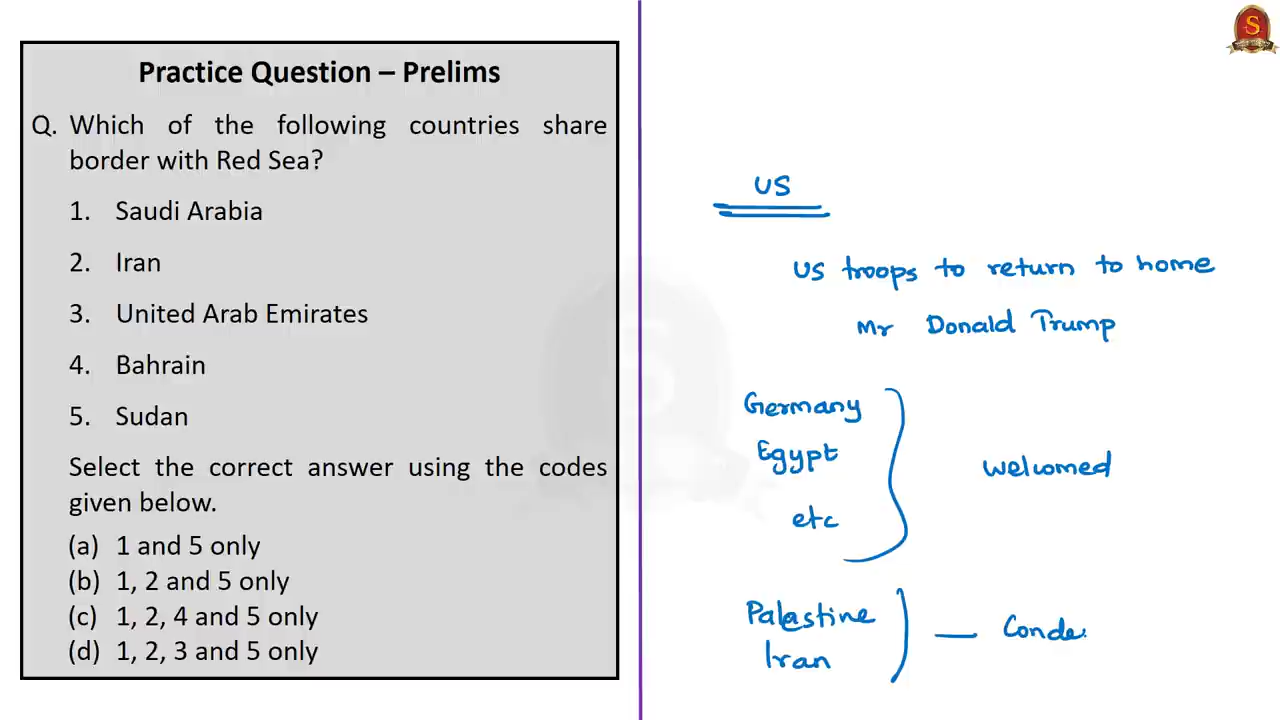 Practice Question – Prelims
Q. Which of the following countries share
border with Red Sea?
1. Saudi Arabia
2. Iran
3. United Arab Emirates
4. Bahrain
5. Sudan
Select the correct answer using the codes
given below.
(a) 1 and 5 only
(b) 1, 2 and 5 only
(c) 1, 2, 4 and 5 only
(d) 1, 2, 3 and 5 only
S
US
US troops to return to home
Mr Donald Trump
Germany
Egypt
etc
welcomed
Palastine
Iran
— Conde